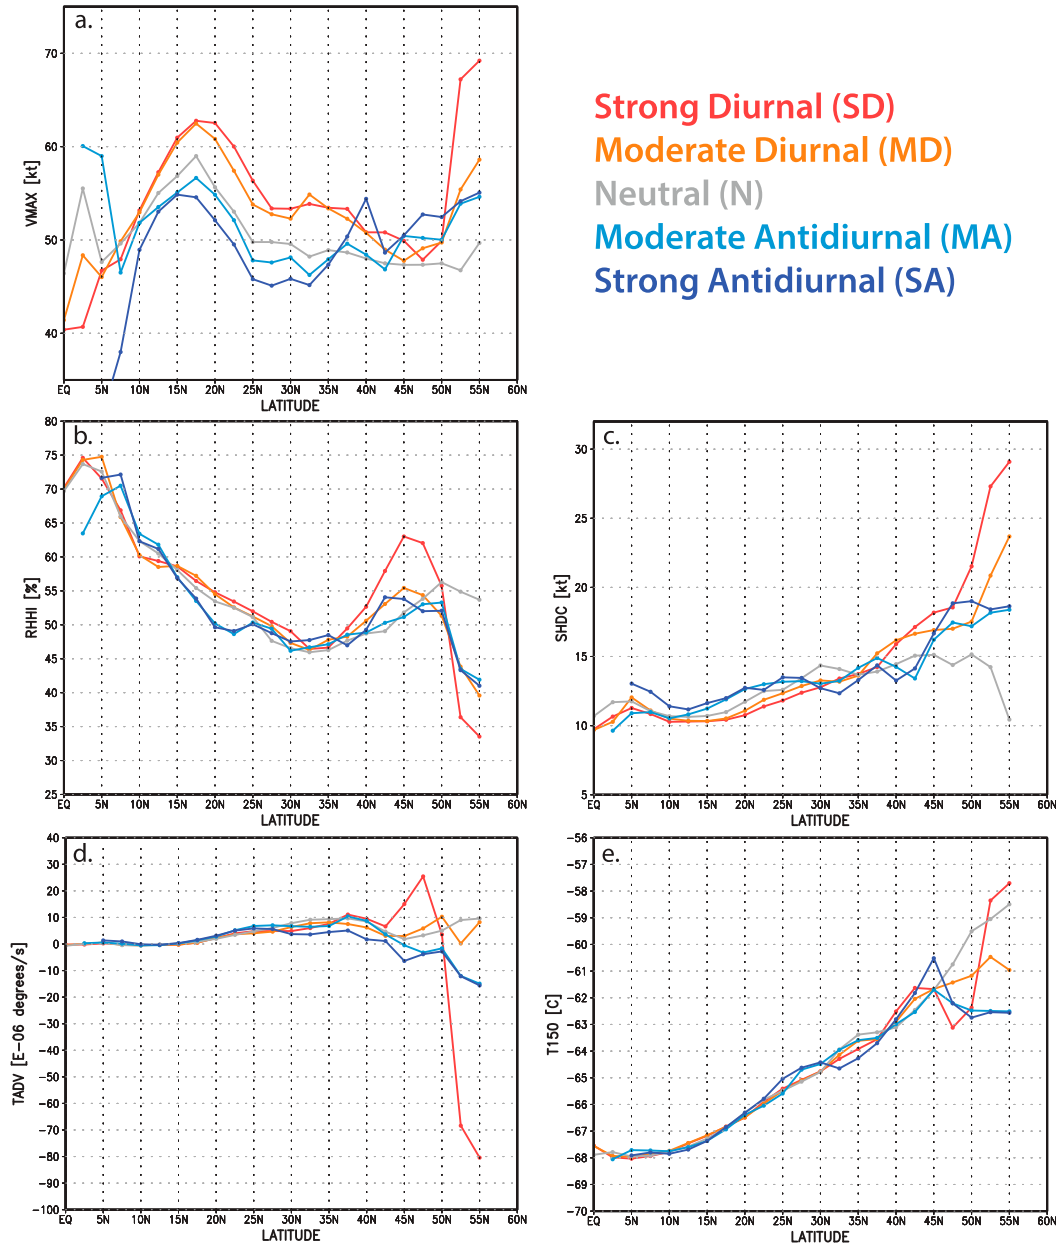 a.
70
60
50
40
VMAX [kt]
EQ 5N 10N 15N 20N 25N 30N 35N 40N 45N 50N 55N 60N
LATITUDE
Strong Diurnal (SD)
Moderate Diurnal (MD)
Neutral (N)
Moderate Antidiurnal (MA)
Strong Antidiurnal (SA)
b.
80
75
70
65
60
55
50
45
40
35
30
25
RHHI [%]
EQ 5N 10N 15N 20N 25N 30N 35N 40N 45N 50N 55N 60N
LATITUDE
c.
30
25
20
15
10
5
SHDC [kt]
EQ 5N 10N 15N 20N 25N 30N 35N 40N 45N 50N 55N 60N
LATITUDE
d.
40
30
20
10
0
-10
-20
-30
-40
-50
-60
-70
-80
-90
-100
TADV [E-06 degrees/s]
EQ 5N 10N 15N 20N 25N 30N 35N 40N 45N 50N 55N 60N
LATITUDE
e.
-56
-57
-58
-59
-60
-61
-62
-63
-64
-65
-66
-67
-68
-69
-70
T150 [C]
EQ 5N 10N 15N 20N 25N 30N 35N 40N 45N 50N 55N 60N
LATITUDE